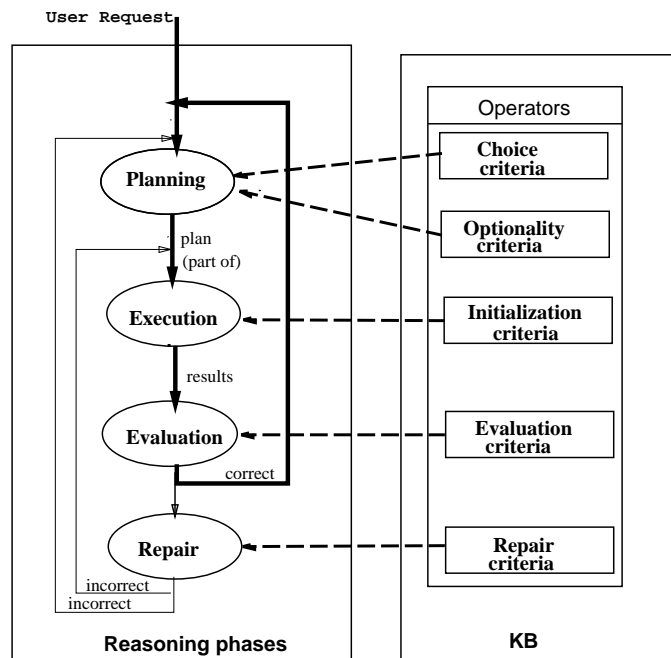 User Request
Planning
plan
(part of)
Execution
results
Evaluation
correct
Repair
incorrect
incorrect
Reasoning phases
Operators
Choice
criteria
Optionality
criteria
Initialization
criteria
Evaluation
criteria
Repair
criteria
KB